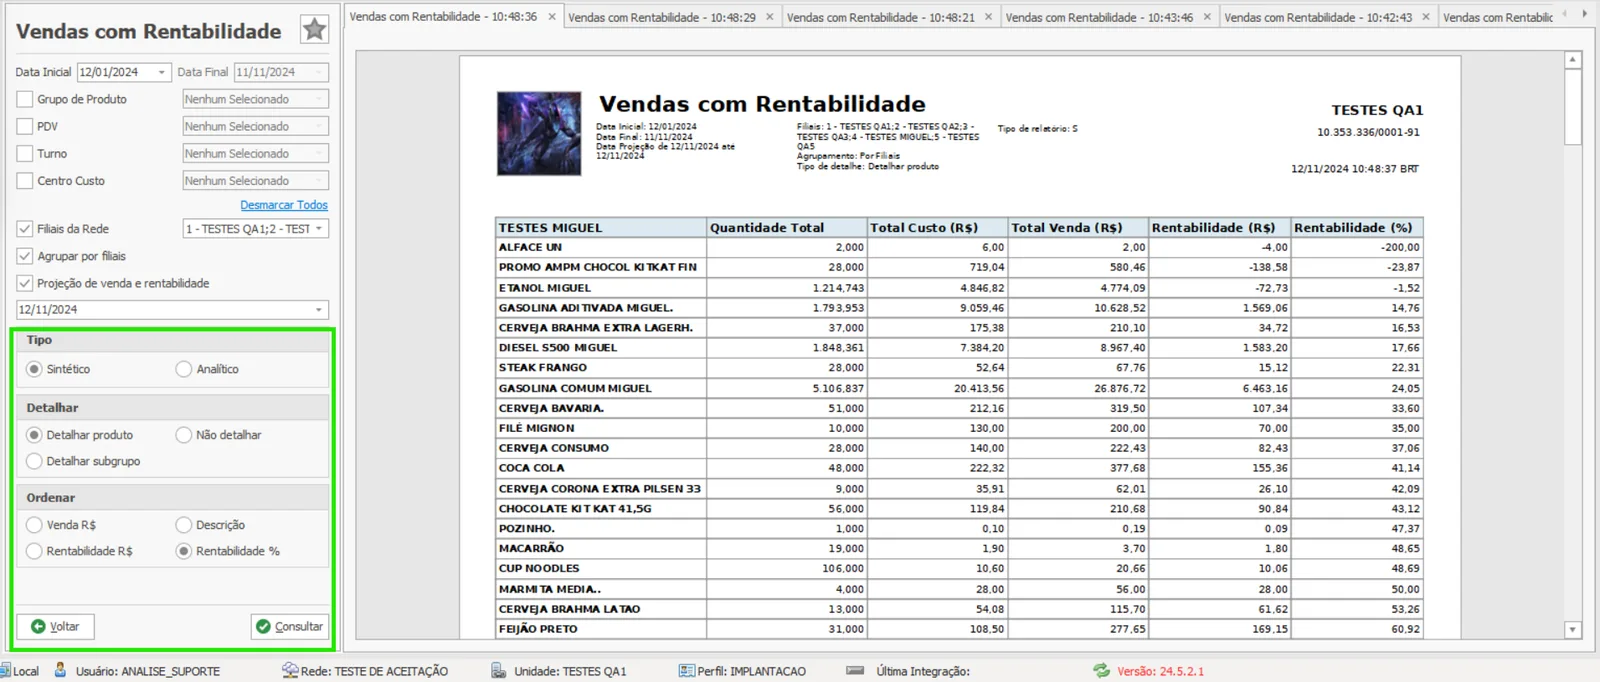 Vendas com Rentabilidade
Data Inicial 12/01/2024 Data Final 11/11/2024
Grupo de Produto Nenhum Selecionado
PDV Nenhum Selecionado
Turno Nenhum Selecionado
Centro Custo Nenhum Selecionado
Desmarcar Todos
Filiais da Rede 1 - TESTES QA1;2 - TEST
Agrupar por filiais
Projeção de venda e rentabilidade
12/11/2024
Tipo
Sintético Analítico
Detalhar
Detalhar produto Não detalhar
Detalhar subgrupo
Ordenar
Venda R$ Descrição
Rentabilidade R$ Rentabilidade %
Voltar Consultar
Vendas com Rentabilidade - 10:48:36 Vendas com Rentabilidade - 10:48:29 Vendas com Rentabilidade - 10:48:21 Vendas com Rentabilidade - 10:43:46 Vendas com Rentabilidade - 10:42:43 Vendas com Rentabilic
Vendas com Rentabilidade
Data Inicial: 12/01/2024
Data Final: 11/11/2024
Data Projeção de 12/11/2024 até
12/11/2024
Filiais: 1 - TESTES QA1;2 - TESTES QA2;3 -
TESTES QA3;4 - TESTES MIGUEL;5 - TESTES
QA5
Agrupamento: Por Filiais
Tipo de detalhe: Detalhar produto
Tipo de relatório: S
TESTES QA1
10.353.336/0001-91
12/11/2024 10:48:37 BRT
TESTES MIGUEL Quantidade Total Total Custo (R$) Total Venda (R$) Rentabilidade (R$) Rentabilidade (%)
ALFACE UN 2,000 6,00 2,00 -4,00 -200,00
PROMO AMPM CHOCOL KITKAT FIN 28,000 719,04 580,46 -138,58 -23,87
ETANOL MIGUEL 1.214,743 4.846,82 4.774,09 -72,73 -1,52
GASOLINA ADITIVADA MIGUEL. 1.793,953 9.059,46 10.628,52 1.569,06 14,76
CERVEJA BRAHMA EXTRA LAGERH. 37,000 175,38 210,10 34,72 16,53
DIESEL S500 MIGUEL 1.848,361 7.384,20 8.967,40 1.583,20 17,66
STEAK FRANGO 28,000 52,64 67,76 15,12 22,31
GASOLINA COMUM MIGUEL 5.106,837 20.413,56 26.876,72 6.463,16 24,05
CERVEJA BAVARIA. 51,000 212,16 319,50 107,34 33,60
FILÉ MIGNON 10,000 130,00 200,00 70,00 35,00
CERVEJA CONSUMO 28,000 140,00 222,43 82,43 37,06
COCA COLA 48,000 222,32 377,68 155,36 41,14
CERVEJA CORONA EXTRA PILSEN 33 9,000 35,91 62,01 26,10 42,09
CHOCOLATE KIT KAT 41,5G 56,000 119,84 210,68 90,84 43,12
POZINHO. 1,000 0,10 0,19 0,09 47,37
MACARRÃO 19,000 1,90 3,70 1,80 48,65
CUP NOODLES 106,000 10,60 20,66 10,06 48,69
MARMITA MEDIA.. 4,000 28,00 56,00 28,00 50,00
CERVEJA BRAHMA LATAO 13,000 54,08 115,70 61,62 53,26
FEIJÃO PRETO 31,000 108,50 277,65 169,15 60,92
Local Usuário: ANALISE_SUPORTE Rede: TESTE DE ACEITAÇÃO Unidade: TESTES QA1 Perfil: IMPLANTACAO Última Integração: Versão: 24.5.2.1